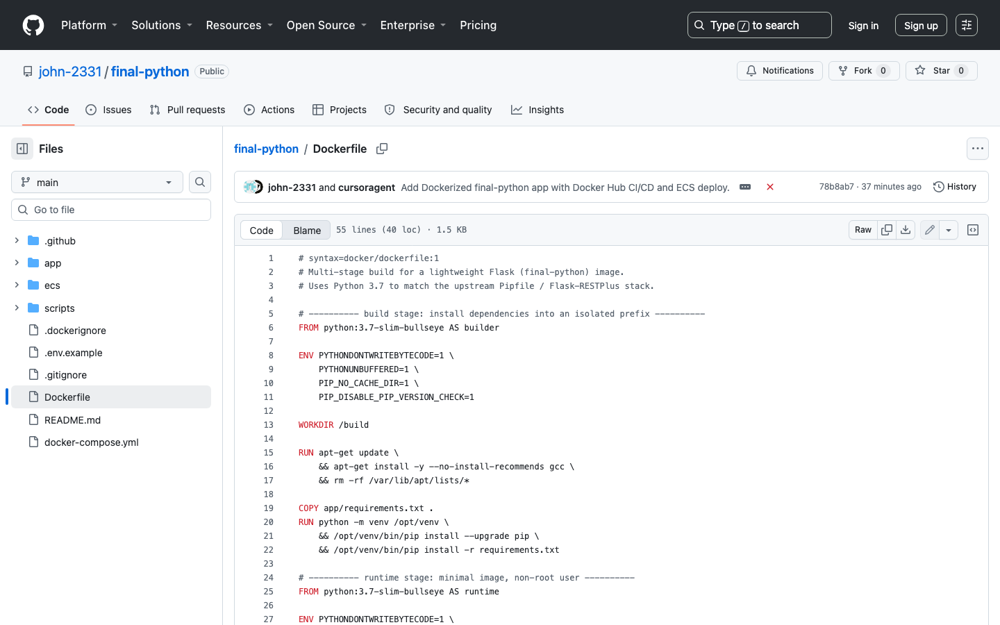 Platform
Solutions
Resources
Open Source
Enterprise
Pricing
Type / to search
Sign in
Sign up
john-2331 / final-python
Public
Notifications
Fork 0
Star 0
Code
Issues
Pull requests
Actions
Projects
Security and quality
Insights
Files
main
Go to file
.github
app
ecs
scripts
.dockerignore
.env.example
.gitignore
Dockerfile
README.md
docker-compose.yml
final-python / Dockerfile
john-2331 and cursoragent Add Dockerized final-python app with Docker Hub CI/CD and ECS deploy.
78b8ab7 · 37 minutes ago
History
Code
Blame
55 lines (40 loc) · 1.5 KB
Raw
1 # syntax=docker/dockerfile:1
2 # Multi-stage build for a lightweight Flask (final-python) image.
3 # Uses Python 3.7 to match the upstream Pipfile / Flask-RESTPlus stack.
4
5 # ---------- build stage: install dependencies into an isolated prefix ----------
6 FROM python:3.7-slim-bullseye AS builder
7
8 ENV PYTHONDONTWRITEBYTECODE=1 \
9 PYTHONUNBUFFERED=1 \
10 PIP_NO_CACHE_DIR=1 \
11 PIP_DISABLE_PIP_VERSION_CHECK=1
12
13 WORKDIR /build
14
15 RUN apt-get update \
16 && apt-get install -y --no-install-recommends gcc \
17 && rm -rf /var/lib/apt/lists/*
18
19 COPY app/requirements.txt .
20 RUN python -m venv /opt/venv \
21 && /opt/venv/bin/pip install --upgrade pip \
22 && /opt/venv/bin/pip install -r requirements.txt
23
24 # ---------- runtime stage: minimal image, non-root user ----------
25 FROM python:3.7-slim-bullseye AS runtime
26
27 ENV PYTHONDONTWRITEBYTECODE=1 \